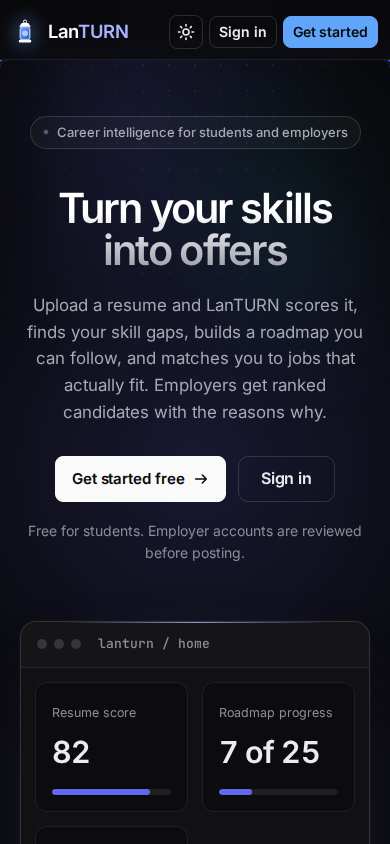 LanTURN
Sign in
Get started
Career intelligence for students and employers
Turn your skills
into offers
Upload a resume and LanTURN scores it,
finds your skill gaps, builds a roadmap you
can follow, and matches you to jobs that
actually fit. Employers get ranked
candidates with the reasons why.
Get started free →
Sign in
Free for students. Employer accounts are reviewed
before posting.
lanturn / home
Resume score
82
Roadmap progress
7 of 25